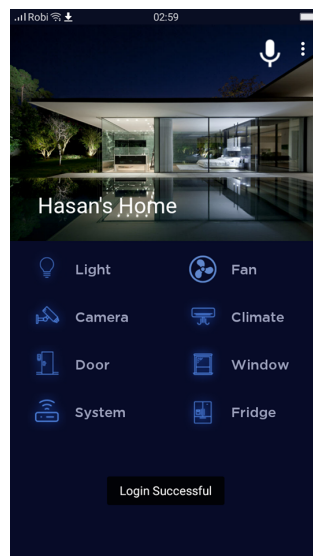 Robi 02:59
Hasan's Home
Light Fan
Camera Climate
Door Window
System Fridge
Login Successful